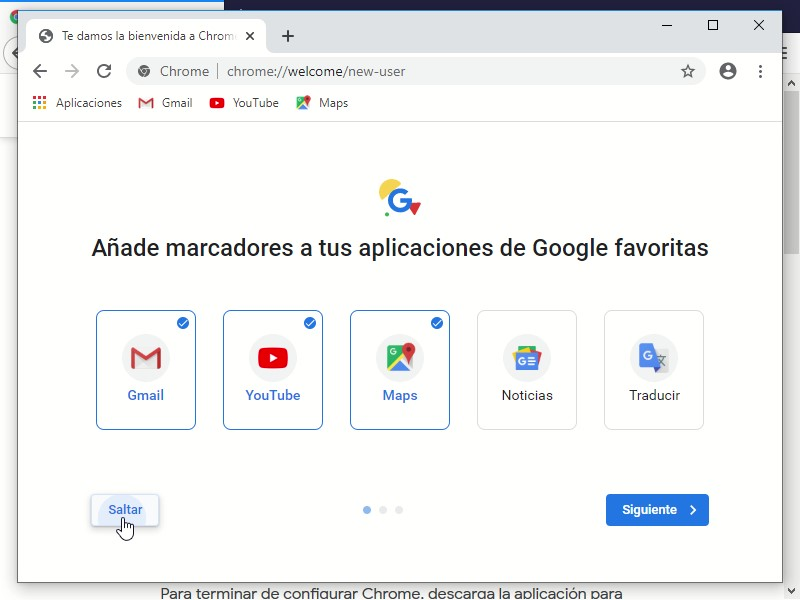 Te damos la bienvenida a Chrome
Chrome | chrome://welcome/new-user
Aplicaciones Gmail YouTube Maps
Añade marcadores a tus aplicaciones de Google favoritas
Gmail YouTube Maps Noticias Traducir
Saltar Siguiente
Para terminar de configurar Chrome, descarga la aplicación para